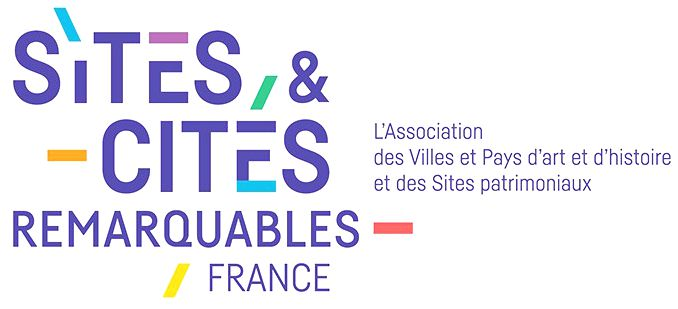 SITES &
CITÉS
REMARQUABLES
FRANCE
L'Association
des Villes et Pays d'art et d'histoire
et des Sites patrimoniaux